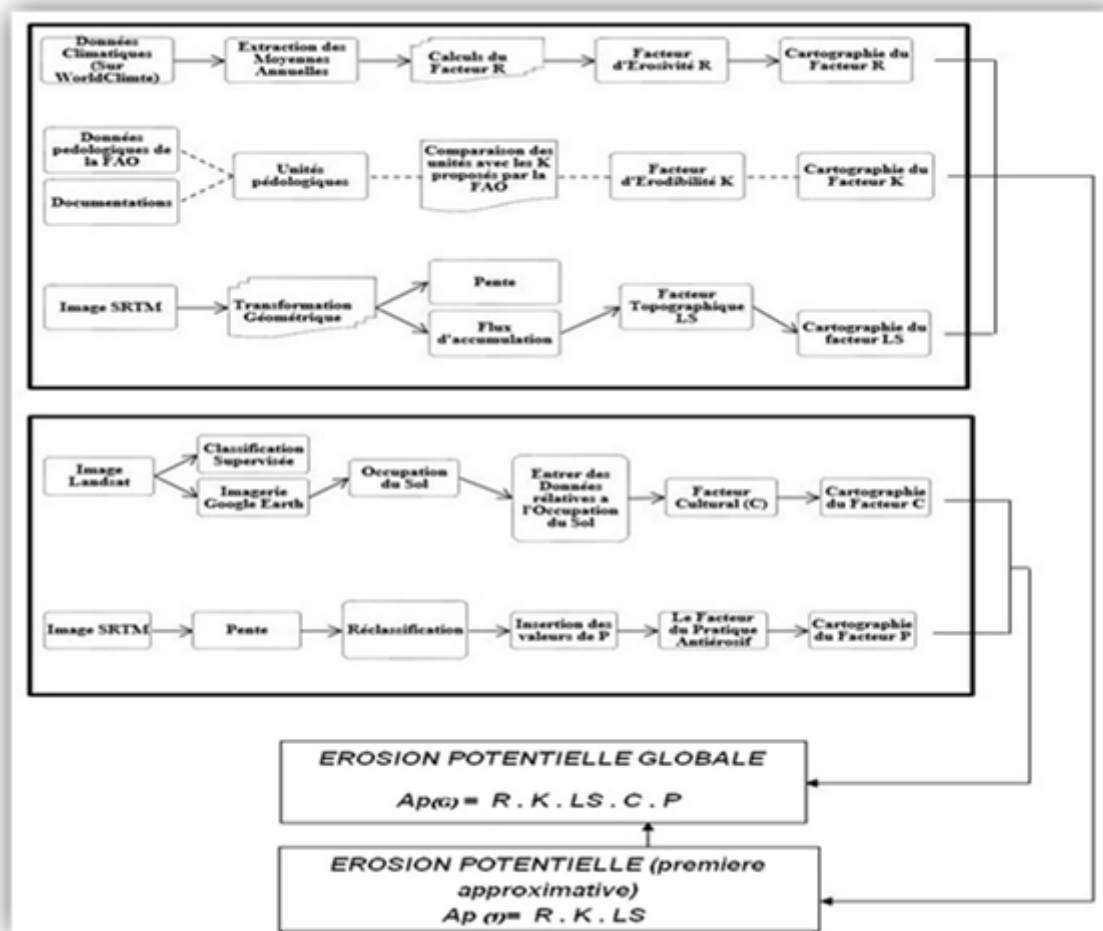 Données
Climatiques
(Sur
WorldClimte)
Extraction des
Moyennes
Annuelles
Calculs du
Facteur R
Facteur
d'Erosivité R
Cartographie du
Facteur R
Données
pedologiques de
la FAO
Documentations
Unités
pédologiques
Comparaison des
unités avec les K
proposés par la
FAO
Facteur
d'Erodibilité K
Cartographie du
Facteur K
Image SRTM
Transformation
Géométrique
Pente
Flux
d'accumulation
Facteur
Topographique
LS
Cartographie du
facteur LS
Image
Landsat
Classification
Supervisée
Imagerie
Google Earth
Occupation
du Sol
Entrer des
Données
rélatives a
l'Occupation
du Sol
Facteur
Cultural (C)
Cartographie
du Facteur C
Image SRTM
Pente
Réclassification
Insertion des
valeurs de P
Le Facteur
du Pratique
Antiérosif
Cartographie
du Facteur P
EROSION POTENTIELLE GLOBALE
Ap(G) = R . K . LS . C . P
EROSION POTENTIELLE (premiere
approximative)
Ap (1)= R . K . LS